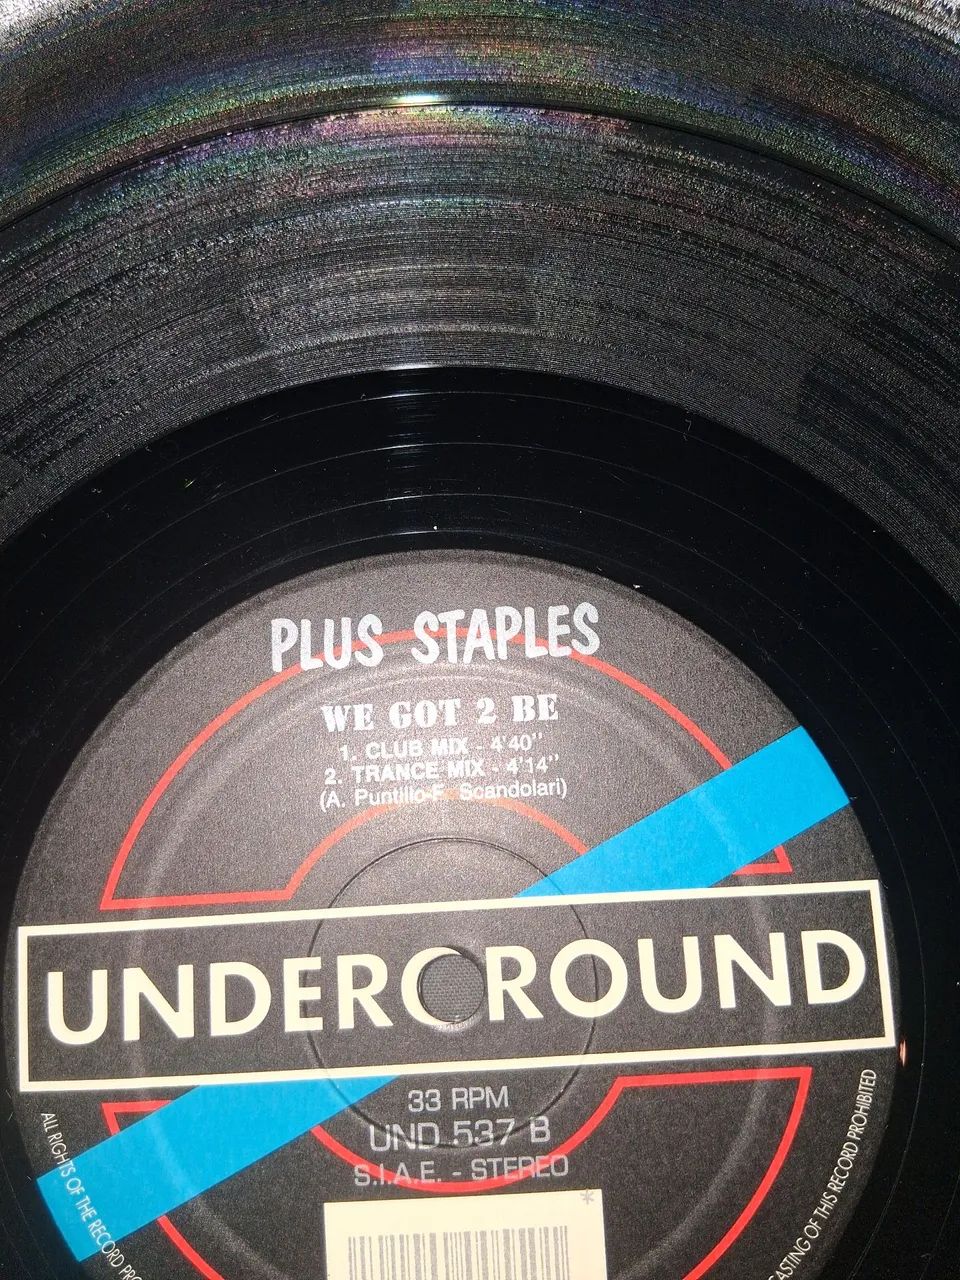 PLUS STAPLES
WE GOT 2 BE
1. CLUB MIX - 4'40''
2. TRANCE MIX - 4'14''
(A. Puntillo-F. Scandolari)
UNDERGROUND
33 RPM
UND 537 B
S.I.A.E. - STEREO
*
ALL RIGHTS OF THE RECORD
CASTING OF THIS RECORD PROHIBITED